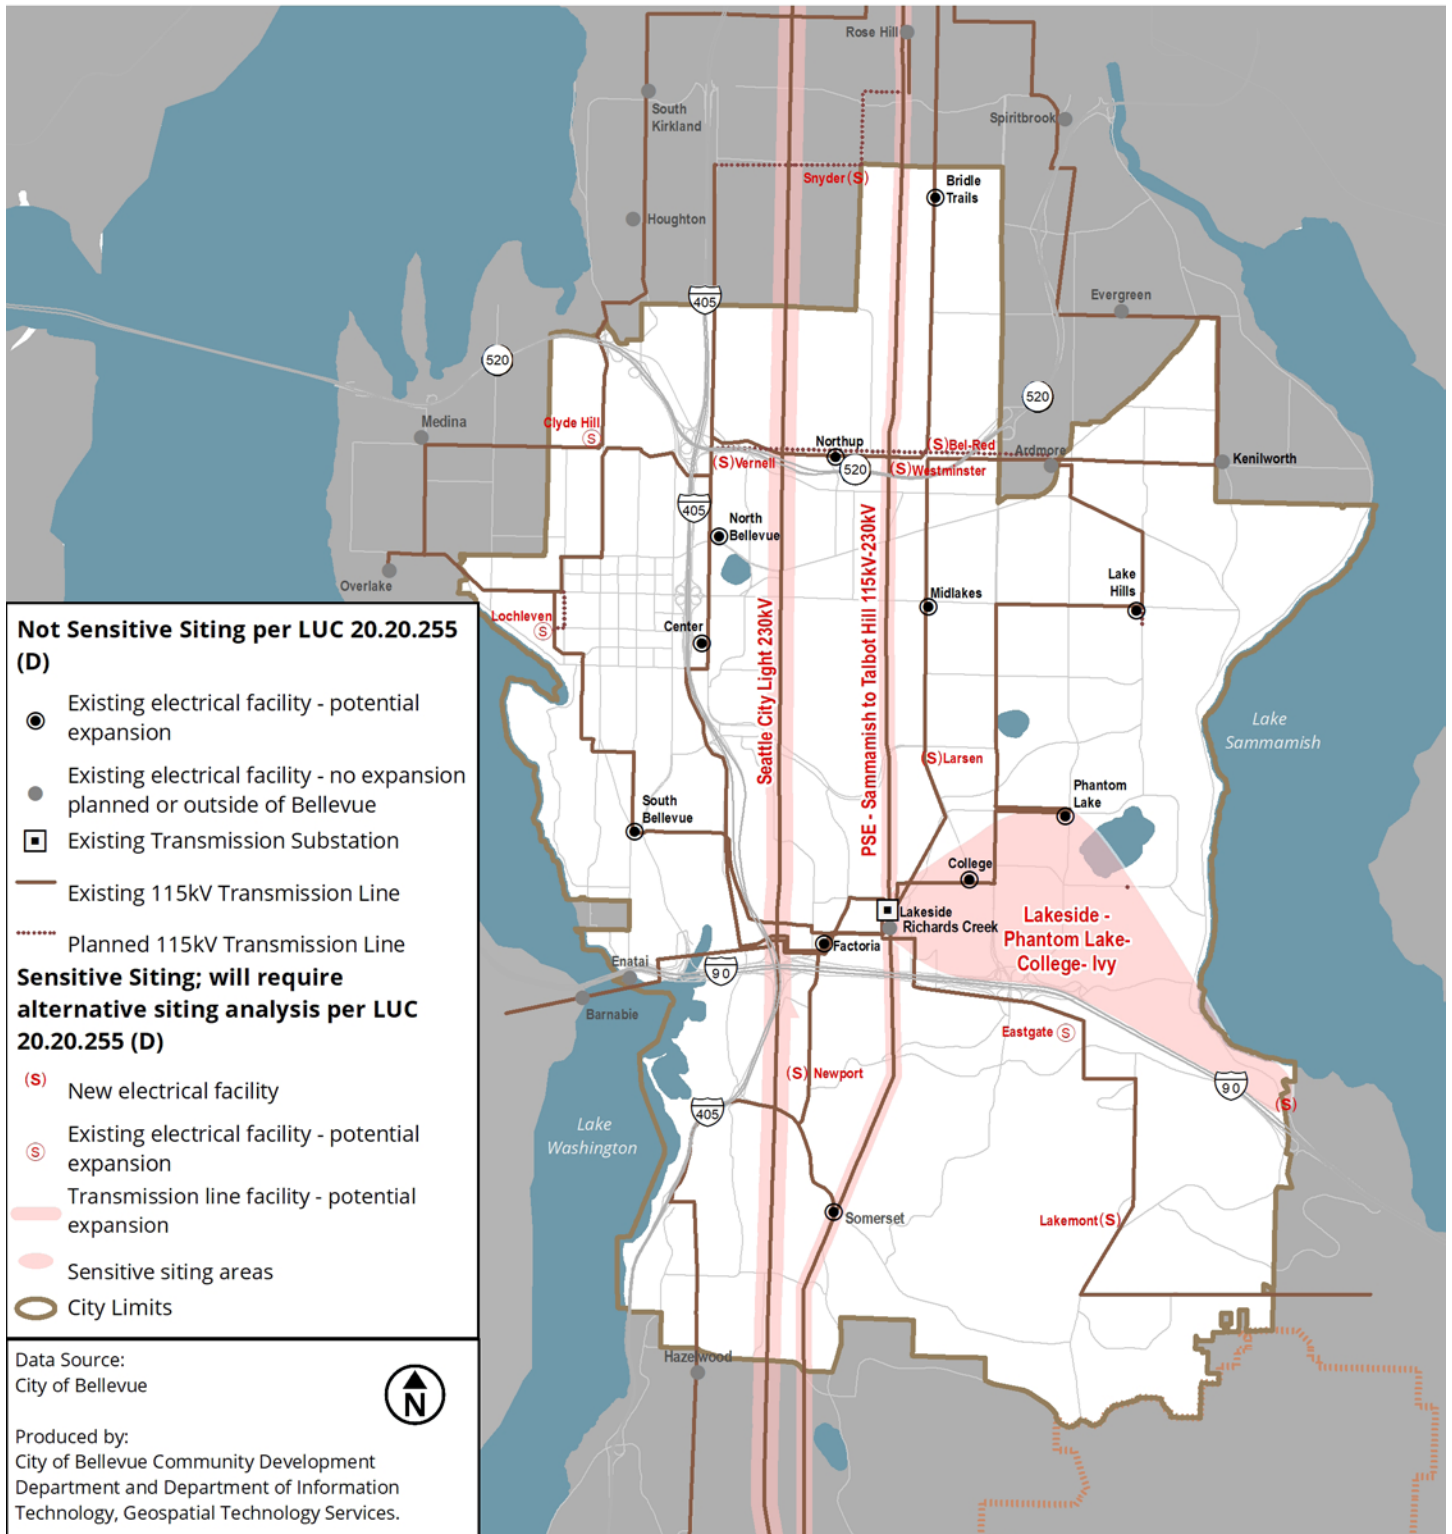 Rose Hill
South
Kirkland
Spiritbrook
Snyder (S)
Bridle
Trails
Houghton
405
Evergreen
520
520
Medina
Clyde Hill
S
Northup
(S) Bel-Red
Ardmore
(S) Vernell
520
(S) Westminster
Kenilworth
405
North
Bellevue
Overlake
Lake
Hills
Midlakes
Lochleven
S
Center
Seattle City Light 230kV
PSE - Sammamish to Talbot Hill 115kV-230kV
Lake
Sammamish
(S) Larsen
Phantom
Lake
South
Bellevue
College
Lakeside
Richards Creek
Factoria
Lakeside -
Phantom Lake-
College- Ivy
Enatai
90
Barnabie
Eastgate S
(S) Newport
90
(S)
405
Lake
Washington
Somerset
Lakemont (S)
Hazelwood
Not Sensitive Siting per LUC 20.20.255
(D)
Existing electrical facility - potential
expansion
Existing electrical facility - no expansion
planned or outside of Bellevue
Existing Transmission Substation
Existing 115kV Transmission Line
Planned 115kV Transmission Line
Sensitive Siting; will require
alternative siting analysis per LUC
20.20.255 (D)
(S)
New electrical facility
Existing electrical facility - potential
S
expansion
Transmission line facility - potential
expansion
Sensitive siting areas
City Limits
Data Source:
City of Bellevue
N
Produced by:
City of Bellevue Community Development
Department and Department of Information
Technology, Geospatial Technology Services.